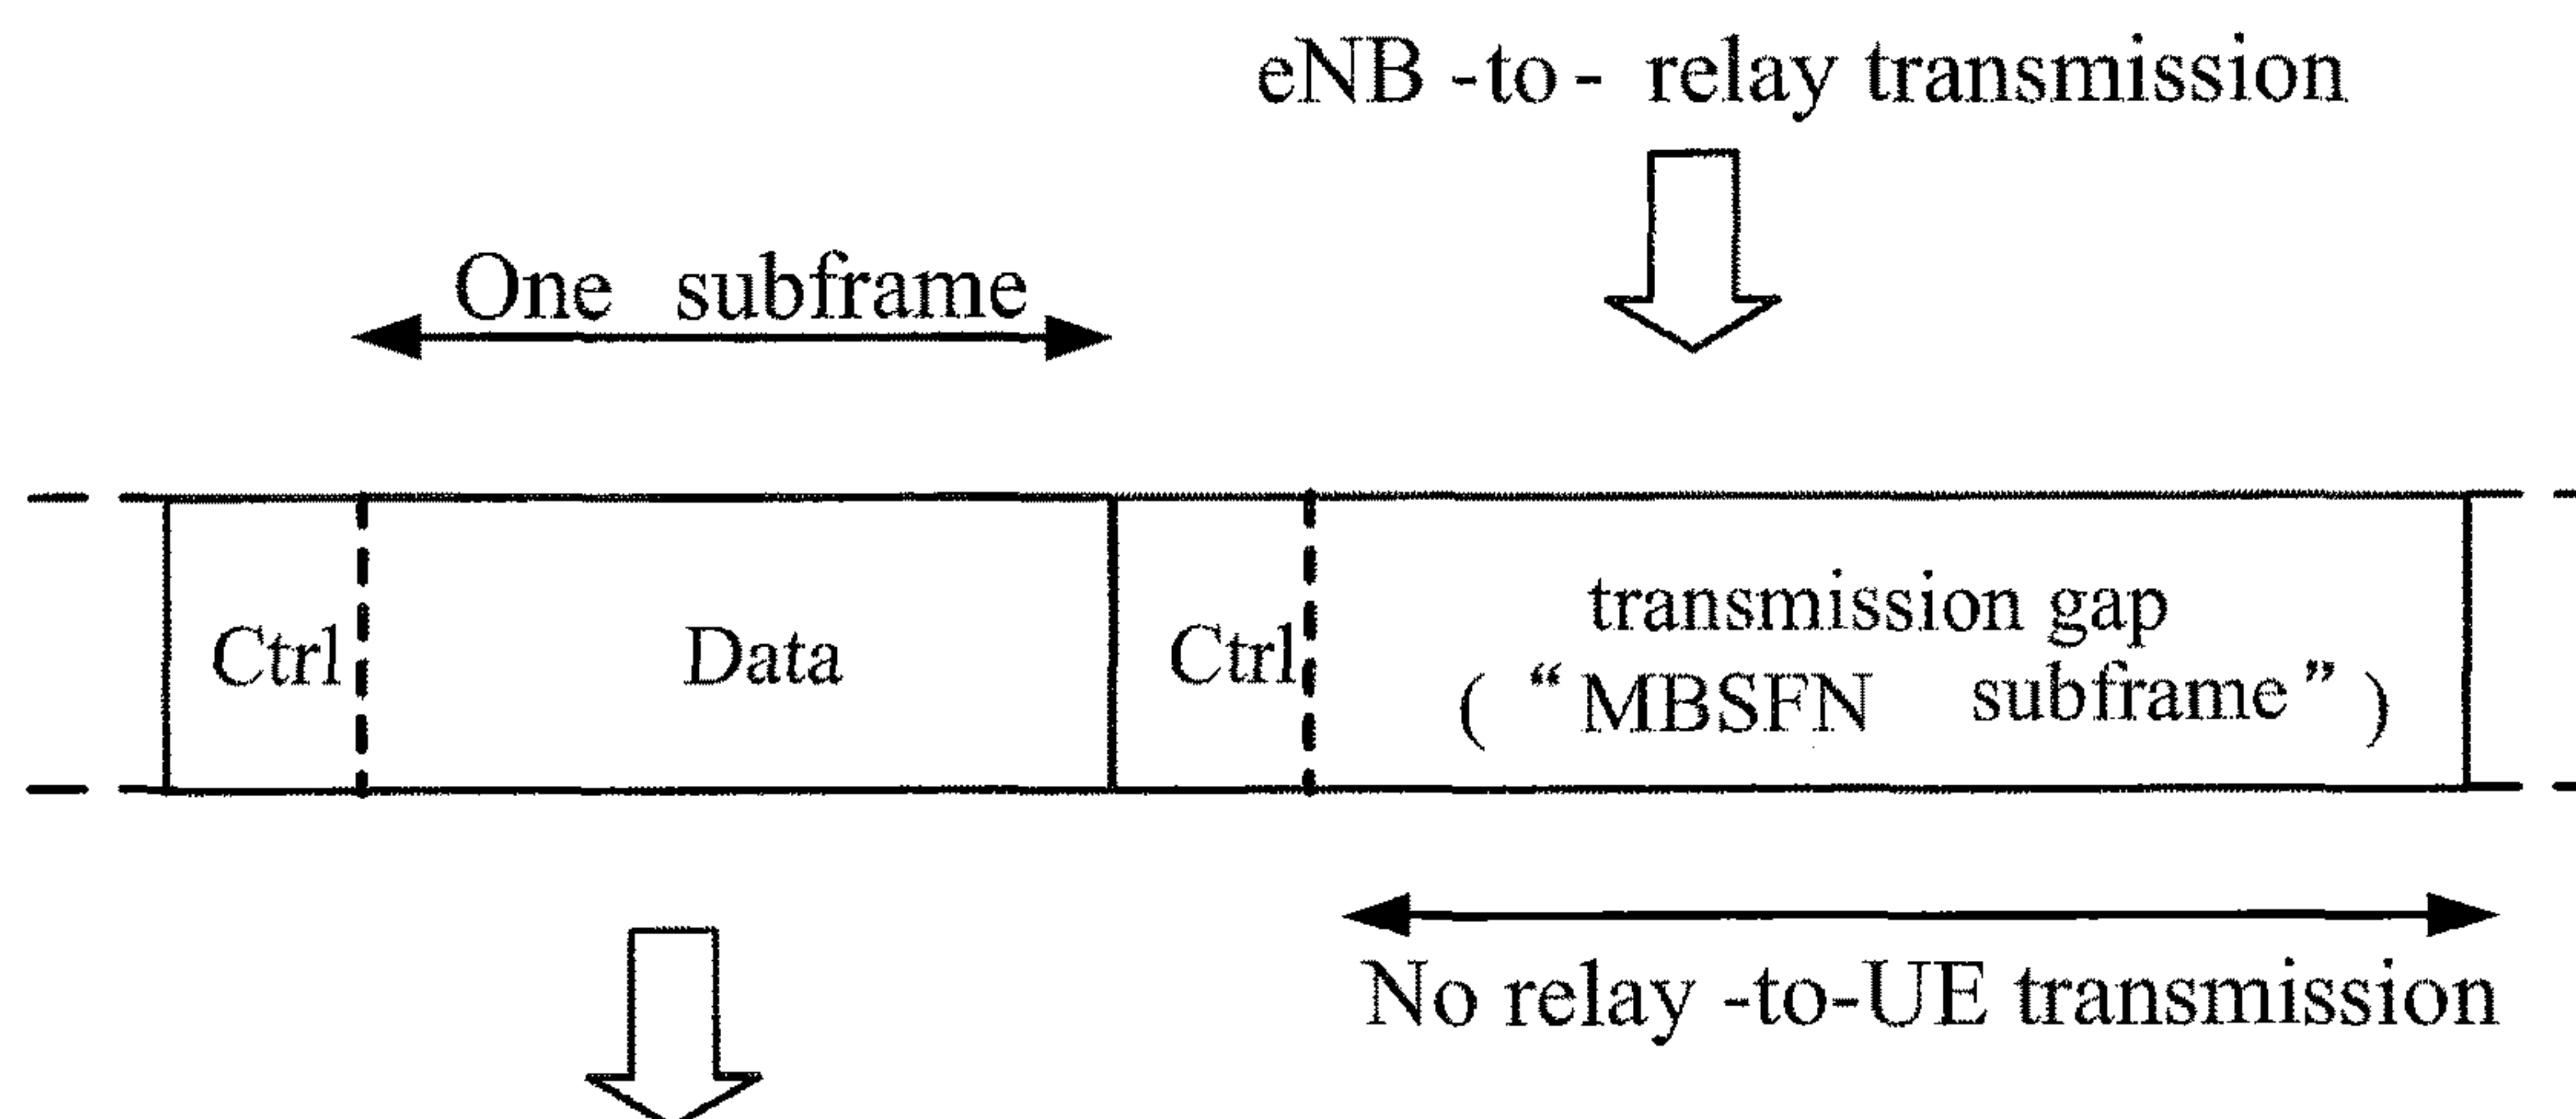 eNB -to- relay transmission
One subframe
Ctrl
Data
Ctrl
transmission gap
( “MBSFN subframe” )
No relay -to-UE transmission